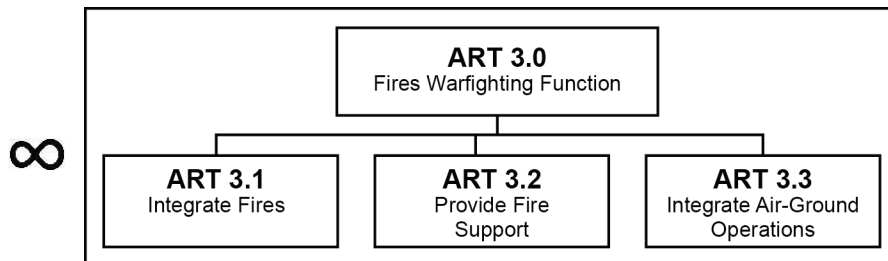 ART 3.0
Fires Warfighting Function
∞
ART 3.1
Integrate Fires
ART 3.2
Provide Fire
Support
ART 3.3
Integrate Air-Ground
Operations